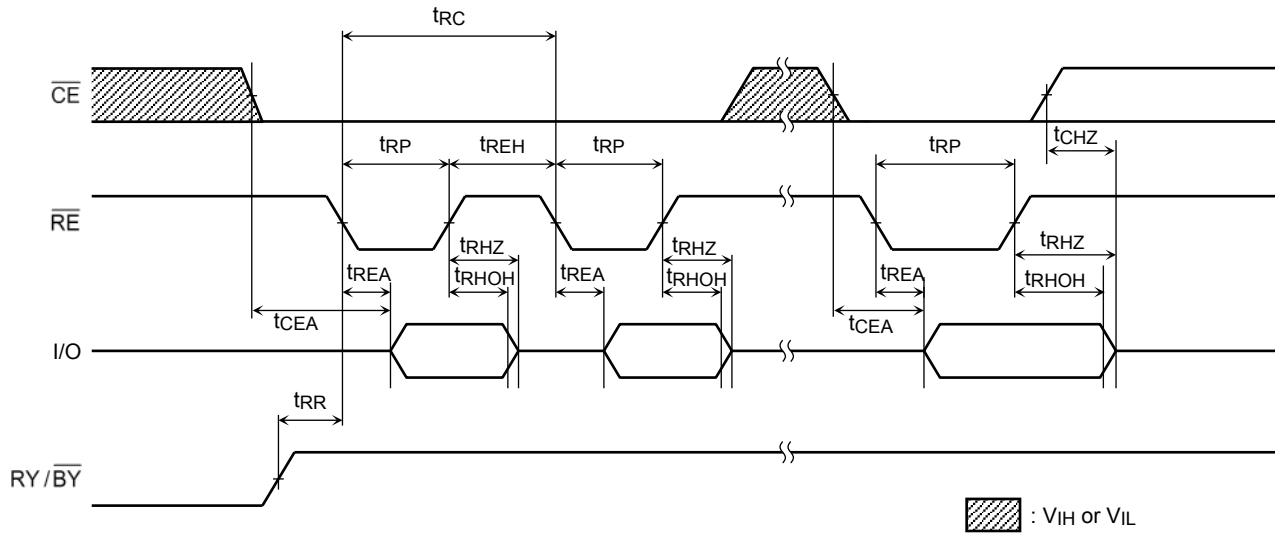 tRC
CE
tRP tREH tRP tRP tCHZ
RE
tRHZ tRHZ tRHZ
tREA tRHOH tREA tRHOH tREA tRHOH
tCEA tCEA
I/O
tRR
RY/BY
: VIH or VIL